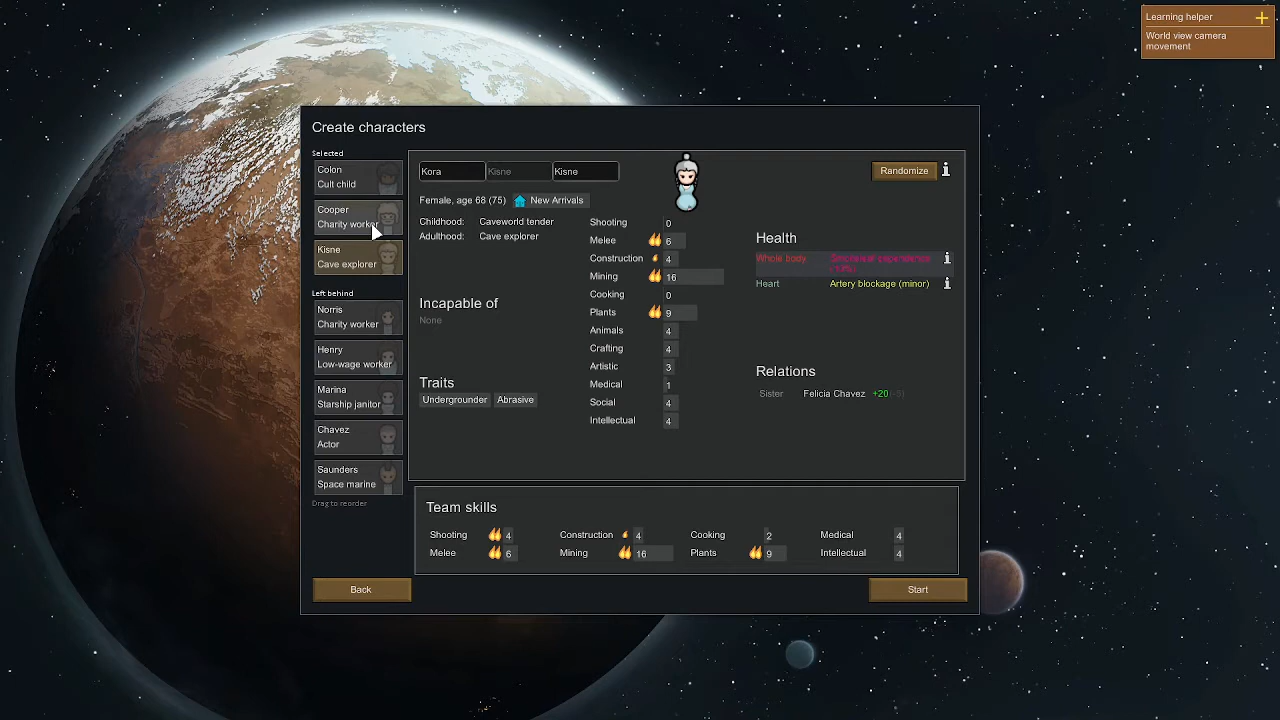 Learning helper
World view camera
movement
Create characters
Selected
Colon
Cult child
Cooper
Charity worker
Kisne
Cave explorer
Left behind
Norris
Charity worker
Henry
Low-wage worker
Marina
Starship janitor
Chavez
Actor
Saunders
Space marine
Drag to reorder
Kora Kisne Kisne
Randomize
Female, age 68 (75) New Arrivals
Childhood: Caveworld tender
Adulthood: Cave explorer
Incapable of
None
Traits
Undergrounder Abrasive
Shooting 0
Melee 6
Construction 4
Mining 16
Cooking 0
Plants 9
Animals 4
Crafting 4
Artistic 3
Medical 1
Social 4
Intellectual 4
Health
Whole body Smokeleaf dependence
Heart Artery blockage (minor)
Relations
Sister Felicia Chavez +20
Team skills
Shooting 4 Construction 4 Cooking 2 Medical 4
Melee 6 Mining 16 Plants 9 Intellectual 4
Back
Start